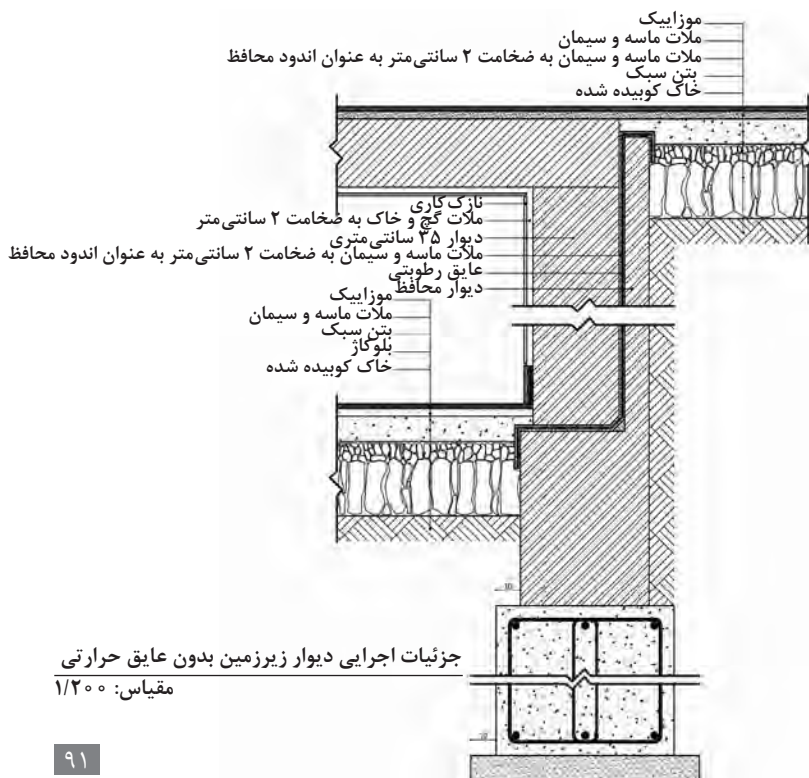 موزاییک
ملات ماسه و سیمان
ملات ماسه و سیمان به ضخامت ۲ سانتی‌متر به عنوان اندود محافظ
بتن سبک
خاک کوبیده شده
نازک کاری
ملات گچ و خاک به ضخامت ۲ سانتی‌متر
دیوار ۳۵ سانتی‌متری
ملات ماسه و سیمان به ضخامت ۲ سانتی‌متر به عنوان اندود محافظ
عایق رطوبتی
دیوار محافظ
موزاییک
ملات ماسه و سیمان
بتن سبک
بلوکاژ
خاک کوبیده شده
10
10
جزئیات اجرایی دیوار زیرزمین بدون عایق حرارتی
مقیاس: ۱/۲۰۰
۹۱